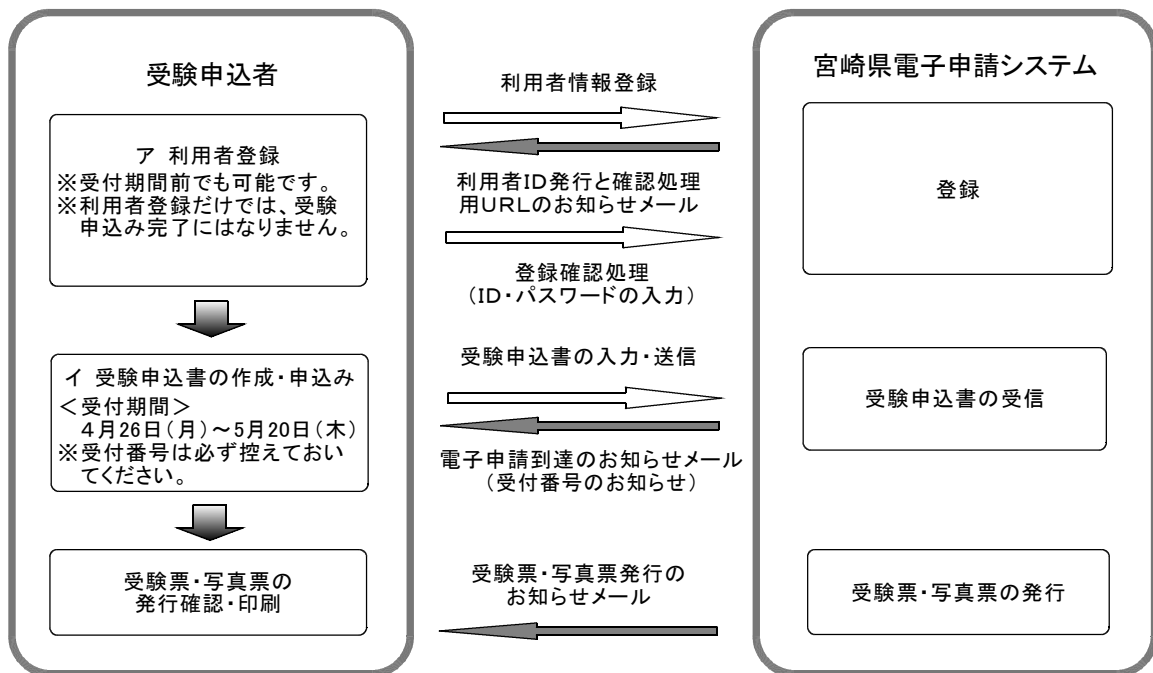 受験申込者
ア 利用者登録
※受付期間前でも可能です。
※利用者登録だけでは、受験
申込み完了にはなりません。
イ 受験申込書の作成・申込み
＜受付期間＞
４月26日（月）～5月20日（木）
※受付番号は必ず控えておい
てください。
受験票・写真票の
発行確認・印刷
利用者情報登録
利用者ID発行と確認処理
用ＵＲＬのお知らせメール
登録確認処理
（ID・パスワードの入力）
受験申込書の入力・送信
電子申請到達のお知らせメール
（受付番号のお知らせ）
受験票・写真票発行の
お知らせメール
宮崎県電子申請システム
登録
受験申込書の受信
受験票・写真票の発行